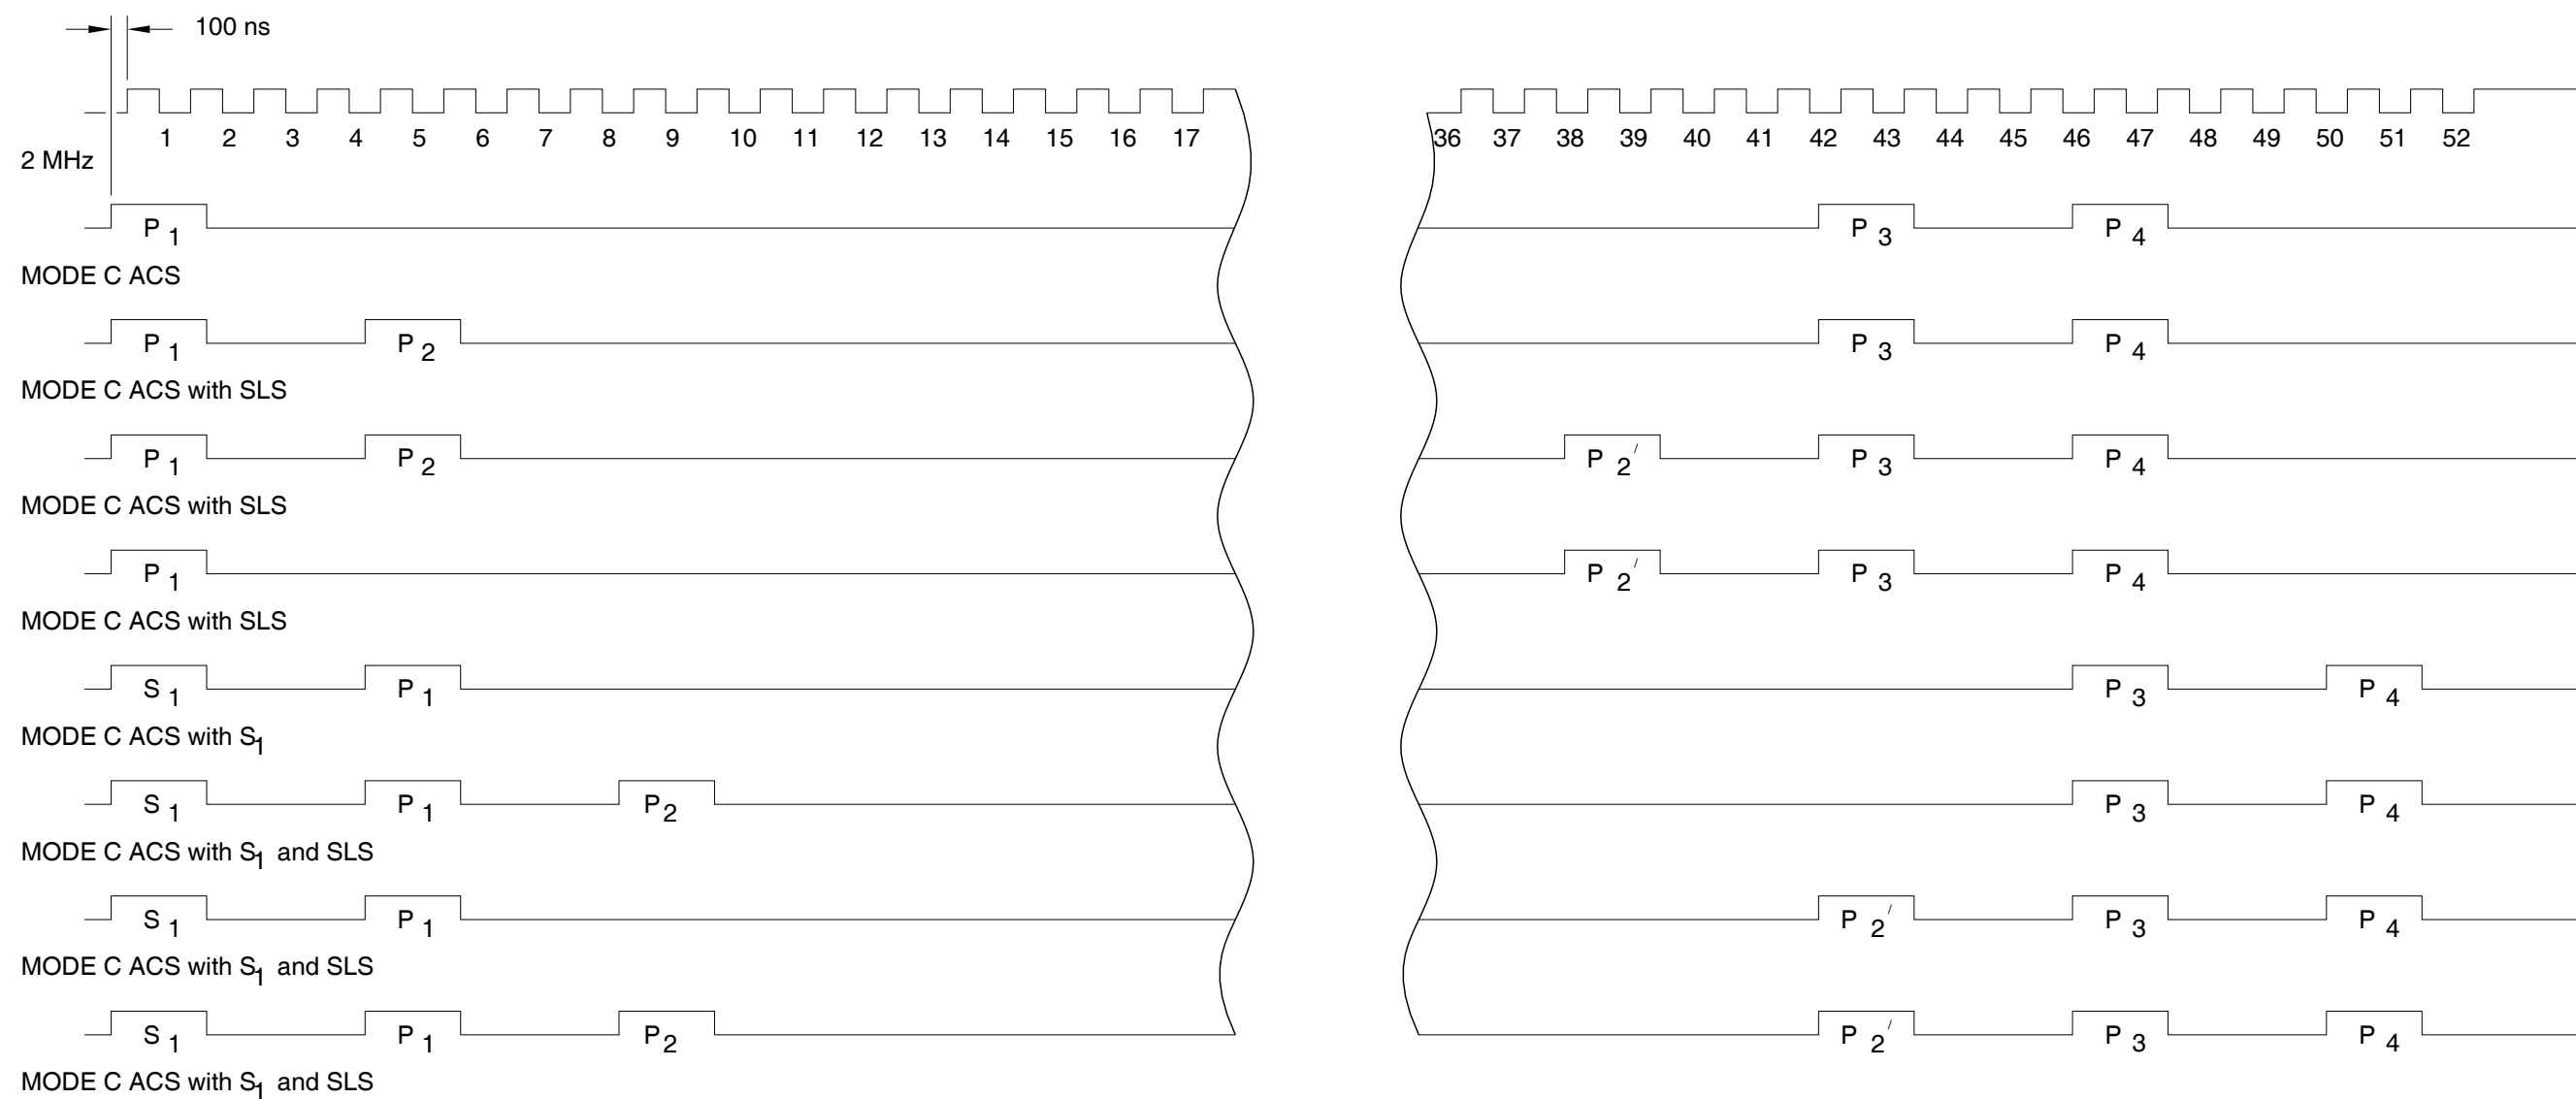 100 ns
1 2 3 4 5 6 7 8 9 10 11 12 13 14 15 16 17 36 37 38 39 40 41 42 43 44 45 46 47 48 49 50 51 52
2 MHz
P 1 P 3 P 4
MODE C ACS
P 1 P 2 P 3 P 4
MODE C ACS with SLS
P 1 P 2 P 2 ′ P 3 P 4
MODE C ACS with SLS
P 1 P 2 ′ P 3 P 4
MODE C ACS with SLS
S 1 P 1 P 3 P 4
MODE C ACS with S1
S 1 P 1 P2 P 3 P 4
MODE C ACS with S1 and SLS
S 1 P 1 P 2 ′ P 3 P 4
MODE C ACS with S1 and SLS
S 1 P 1 P2 P 2 ′ P 3 P 4
MODE C ACS with S1 and SLS